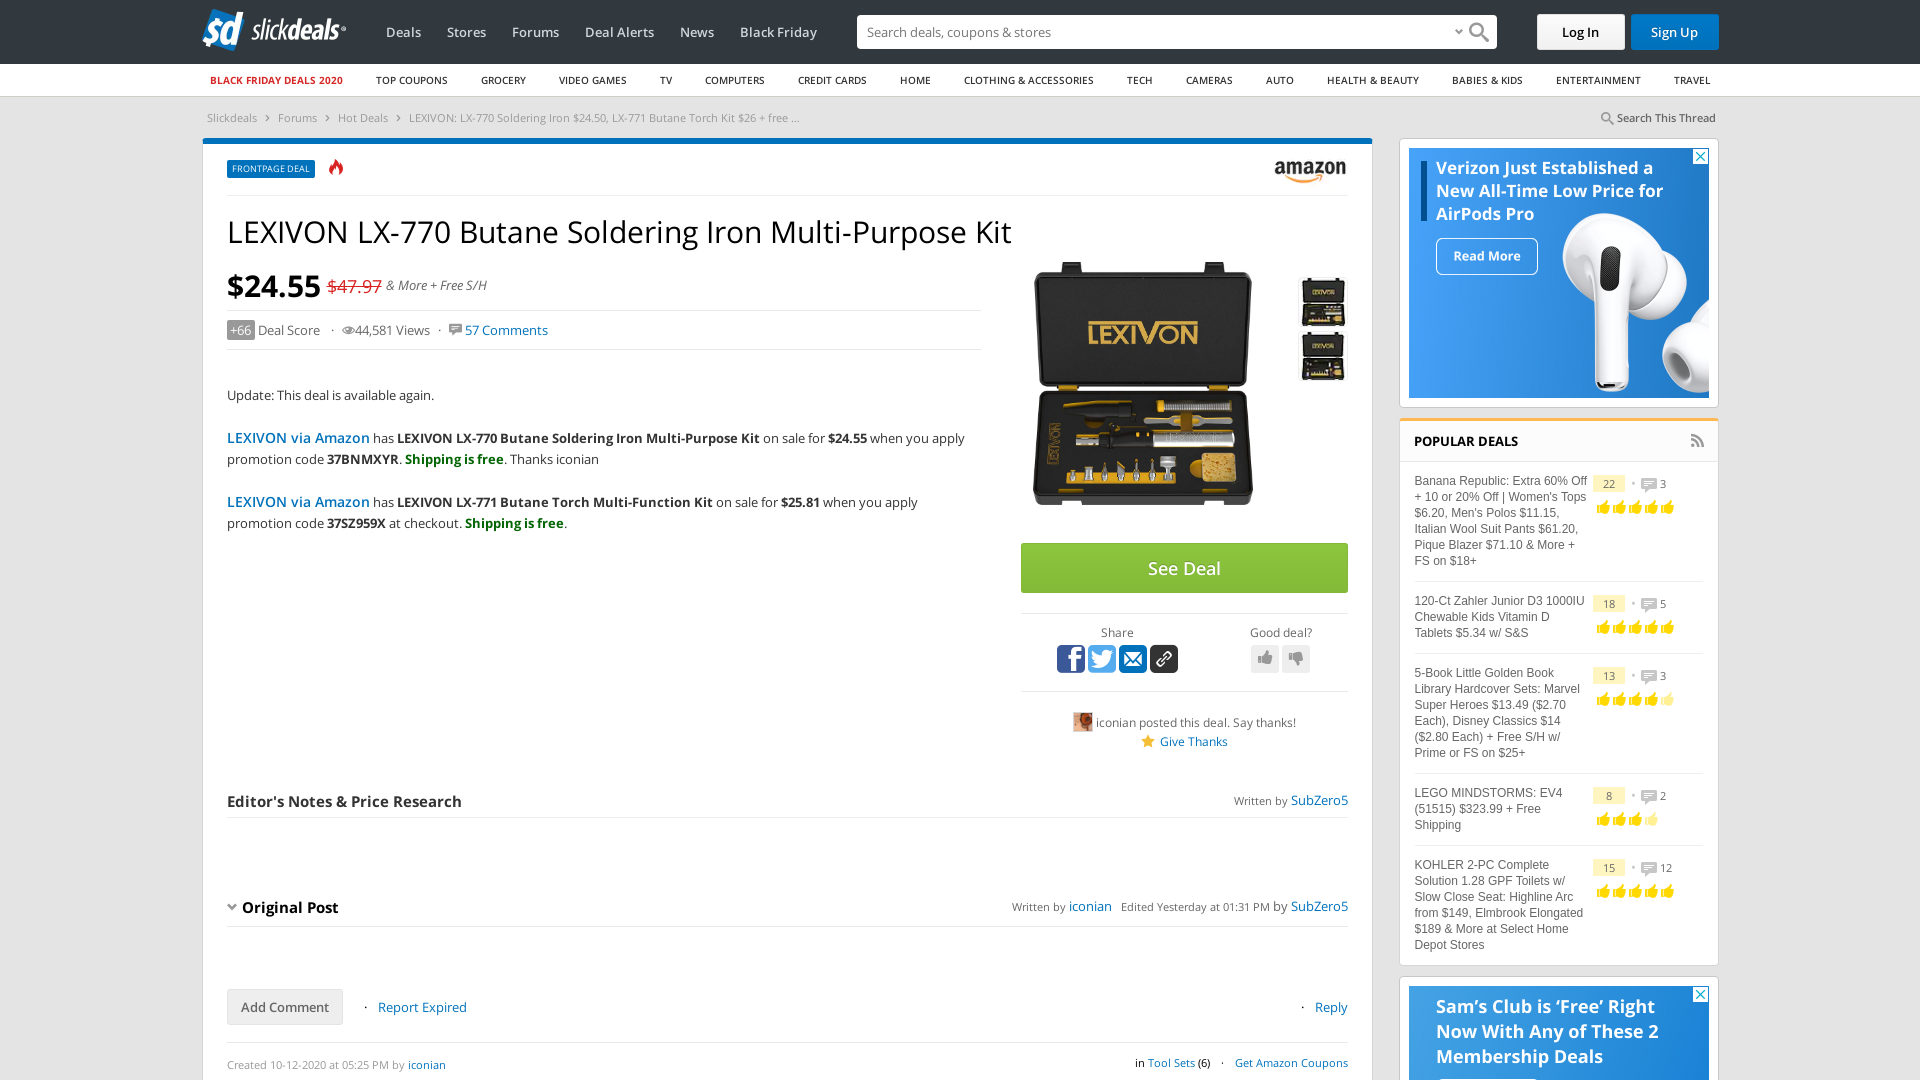 sd slickdeals
Deals Stores Forums Deal Alerts News Black Friday
Search deals, coupons & shopping
Log In Sign Up
BLACK FRIDAY DEALS 2020 TOP COUPONS GROCERY VIDEO GAMES TV COMPUTERS CREDIT CARDS HOME CLOTHING & ACCESSORIES TECH CAMERAS AUTO HEALTH & BEAUTY BABIES & KIDS ENTERTAINMENT TRAVEL
Slickdeals › Forums › Hot Deals › LEXIVON: LX-770 Soldering Iron $24.50, LX-771 Butane Torch Kit $26 + free ...
Search This Thread
FRONTPAGE DEAL
amazon
LEXIVON LX-770 Butane Soldering Iron Multi-Purpose Kit
$24.55 $47.97 & More + Free S/H
+66 Deal Score · 44,581 Views · 57 Comments
Update: This deal is available again.
LEXIVON via Amazon has LEXIVON LX-770 Butane Soldering Iron Multi-Purpose Kit on sale for $24.55 when you apply
promotion code 37BNMXYR. Shipping is free. Thanks iconian
LEXIVON via Amazon has LEXIVON LX-771 Butane Torch Multi-Function Kit on sale for $25.81 when you apply
promotion code 37SZ959X at checkout. Shipping is free.
LEXIVON
LEXIVON
LEXIVON
LEXIVON
See Deal
Share
Good deal?
iconian posted this deal. Say thanks!
Give Thanks
Editor's Notes & Price Research
Written by SubZero5
Original Post
Written by iconian Edited Yesterday at 01:31 PM by SubZero5
Add Comment · Report Expired
· Reply
Created 10-12-2020 at 05:25 PM by iconian
in Tool Sets (6) · Get Amazon Coupons
Verizon Just Established a
New All-Time Low Price for
AirPods Pro
Read More
POPULAR DEALS
Banana Republic: Extra 60% Off
+ 10 or 20% Off | Women's Tops
$6.20, Men's Polos $11.15,
Italian Wool Suit Pants $61.20,
Pique Blazer $71.10 & More +
FS on $18+
22 • 3
120-Ct Zahler Junior D3 1000IU
Chewable Kids Vitamin D
Tablets $5.34 w/ S&S
18 • 5
5-Book Little Golden Book
Library Hardcover Sets: Marvel
Super Heroes $13.49 ($2.70
Each), Disney Classics $14
($2.80 Each) + Free S/H w/
Prime or FS on $25+
13 • 3
LEGO MINDSTORMS: EV4
(51515) $323.99 + Free
Shipping
8 • 2
KOHLER 2-PC Complete
Solution 1.28 GPF Toilets w/
Slow Close Seat: Highline Arc
from $149, Elmbrook Elongated
$189 & More at Select Home
Depot Stores
15 • 12
Sam's Club is ‘Free’ Right
Now With Any of These 2
Membership Deals